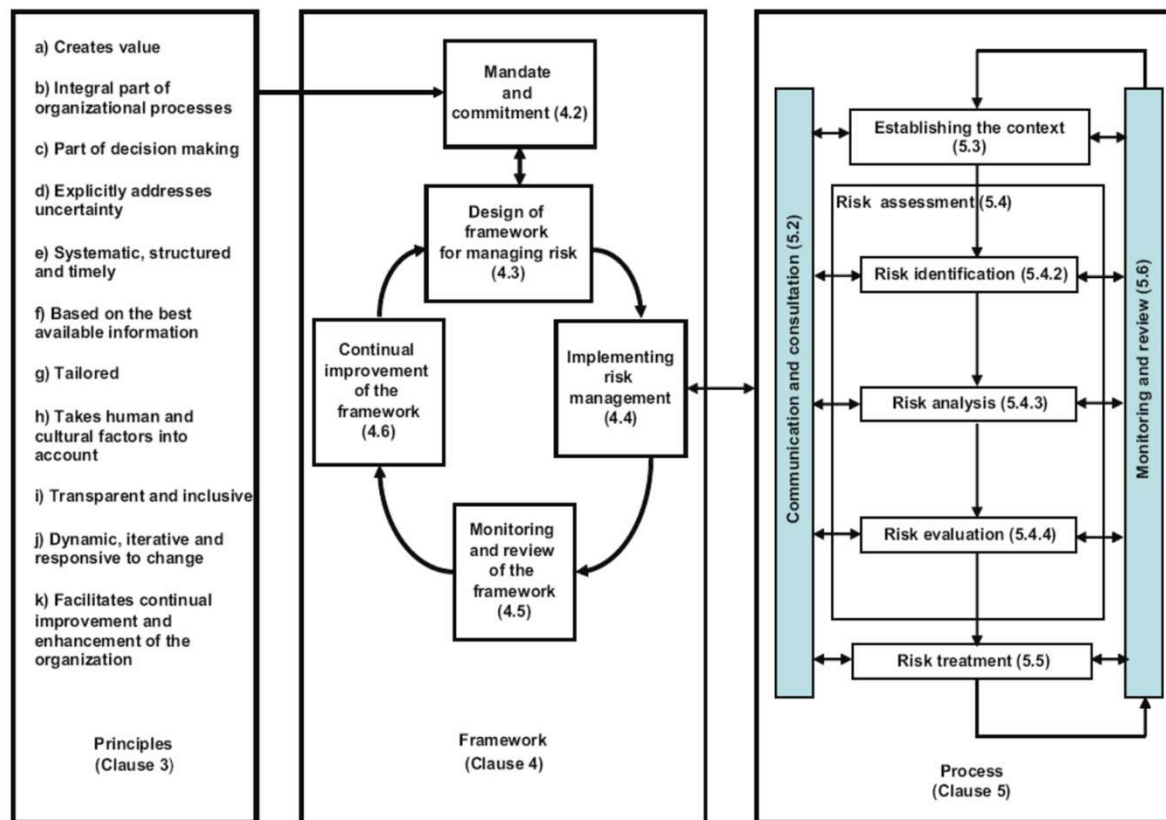 a) Creates value
b) Integral part of
organizational processes
c) Part of decision making
d) Explicitly addresses
uncertainty
e) Systematic, structured
and timely
f) Based on the best
available information
g) Tailored
h) Takes human and
cultural factors into
account
i) Transparent and inclusive
j) Dynamic, iterative and
responsive to change
k) Facilitates continual
improvement and
enhancement of the
organization
Principles
(Clause 3)
Mandate
and
commitment (4.2)
Design of
framework
for managing risk
(4.3)
Continual
improvement
of the
framework
(4.6)
Implementing
risk
management
(4.4)
Monitoring
and review
of the
framework
(4.5)
Framework
(Clause 4)
Communication and consultation (5.2)
Establishing the context
(5.3)
Risk assessment (5.4)
Risk identification (5.4.2)
Risk analysis (5.4.3)
Risk evaluation (5.4.4)
Risk treatment (5.5)
Monitoring and review (5.6)
Process
(Clause 5)